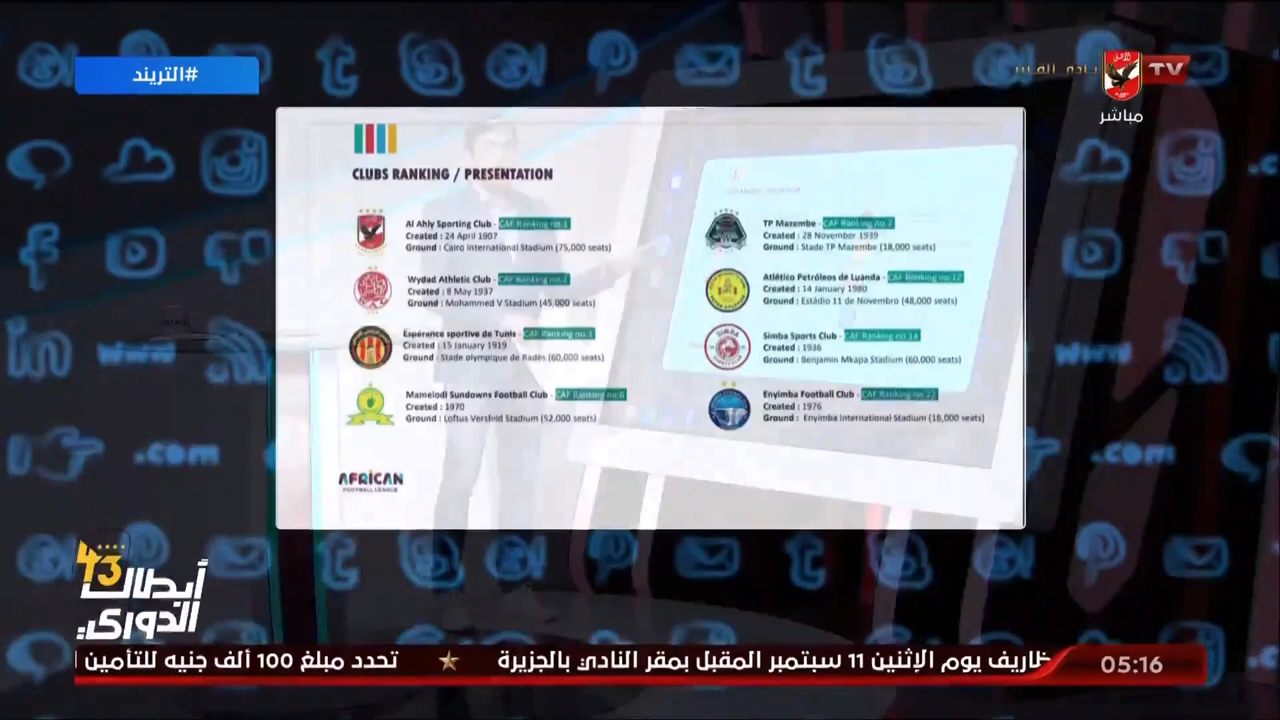 #التريند
TV
مباشر
CLUBS RANKING / PRESENTATION
Al Ahly Sporting Club - CAF Ranking no.1
Created : 24 April 1907
Ground : Cairo International Stadium (75,000 seats)
Wydad Athletic Club - CAF Ranking no.2
Created : 8 May 1937
Ground : Mohammed V Stadium (45,000 seats)
Espérance sportive de Tunis - CAF Ranking no.3
Created : 15 January 1919
Ground : Stade olympique de Radès (60,000 seats)
Mamelodi Sundowns Football Club - CAF Ranking no.6
Created : 1970
Ground : Loftus Versfeld Stadium (52,000 seats)
TP Mazembe - CAF Ranking no.7
Created : 28 November 1939
Ground : Stade TP Mazembe (18,000 seats)
Atlético Petróleos de Luanda - CAF Ranking no.12
Created : 14 January 1980
Ground : Estádio 11 de Novembro (48,000 seats)
Simba Sports Club - CAF Ranking no.14
Created : 1936
Ground : Benjamin Mkapa Stadium (60,000 seats)
Enyimba Football Club - CAF Ranking no.22
Created : 1976
Ground : Enyimba International Stadium (16,000 seats)
AFRICAN
FOOTBALL LEAGUE
43
أبطال
الدوري
ظاريف يوم الإثنين 11 سبتمبر المقبل بمقر النادي بالجزيرة ★ تحدد مبلغ 100 ألف جنيه للتأمين
05:16